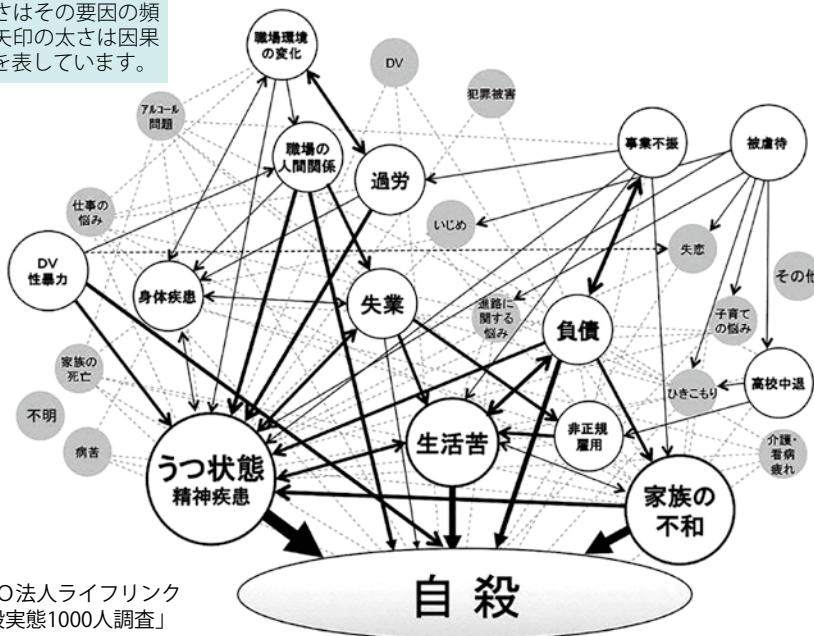 さはその要因の頻
矢印の太さは因果
を表しています。
職場環境
の変化
DV
犯罪被害
アルコール
問題
職場の
人間関係
過労
事業不振
被虐待
仕事の
悩み
いじめ
失恋
DV
性暴力
身体疾患
失業
進路に
関する
悩み
負債
子育て
の悩み
その他
家族の
死亡
ひきこもり
高校中退
不明
病苦
うつ状態
精神疾患
生活苦
非正規
雇用
家族の
不和
介護・
看病
疲れ
自殺
O法人ライフリンク
殺実態1000人調査」